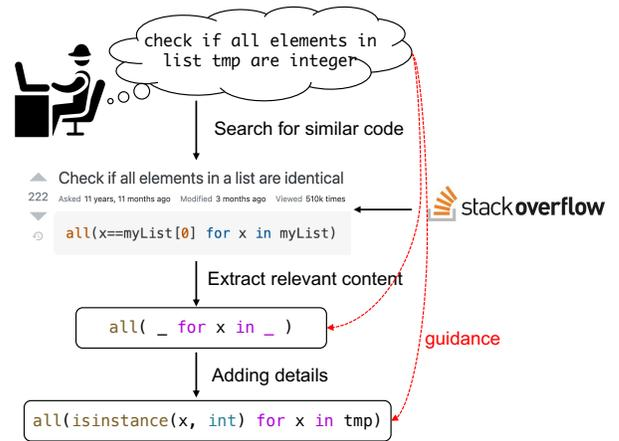 check if all elements in
list tmp are integer
Search for similar code
Check if all elements in a list are identical
222
Asked 11 years, 11 months ago Modified 3 months ago Viewed 510k times
all(x==myList[0] for x in myList)
stackoverflow
Extract relevant content
all( _ for x in _ )
guidance
Adding details
all(isinstance(x, int) for x in tmp)